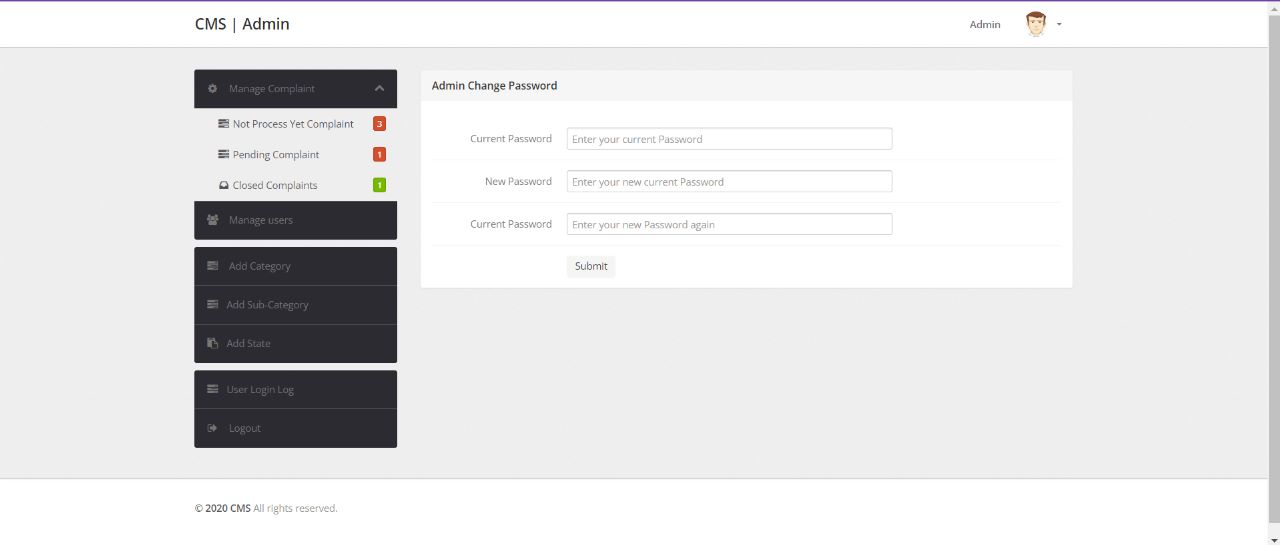 CMS | Admin
Admin
Manage Complaint
Not Process Yet Complaint 3
Pending Complaint 1
Closed Complaints 1
Manage users
Add Category
Add Sub-Category
Add State
User Login Log
Logout
Admin Change Password
Current Password Enter your current Password
New Password Enter your new current Password
Current Password Enter your new Password again
Submit
© 2020 CMS All rights reserved.